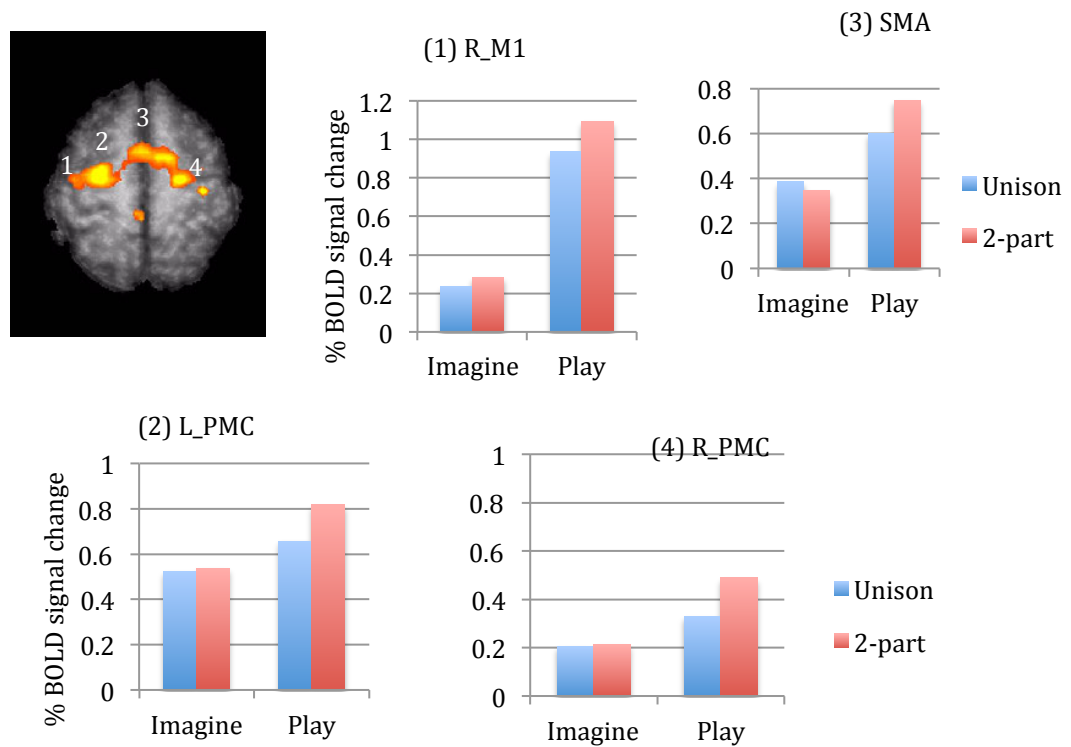 3
2
1
4
(1) R_M1
% BOLD signal change
1.2
1
0.8
0.6
0.4
0.2
0
Imagine Play
(3) SMA
0.8
0.6
0.4
0.2
0
Imagine Play
Unison
2-part
(2) L_PMC
% BOLD signal change
1
0.8
0.6
0.4
0.2
0
Imagine Play
(4) R_PMC
1
0.8
0.6
0.4
0.2
0
Imagine Play
Unison
2-part